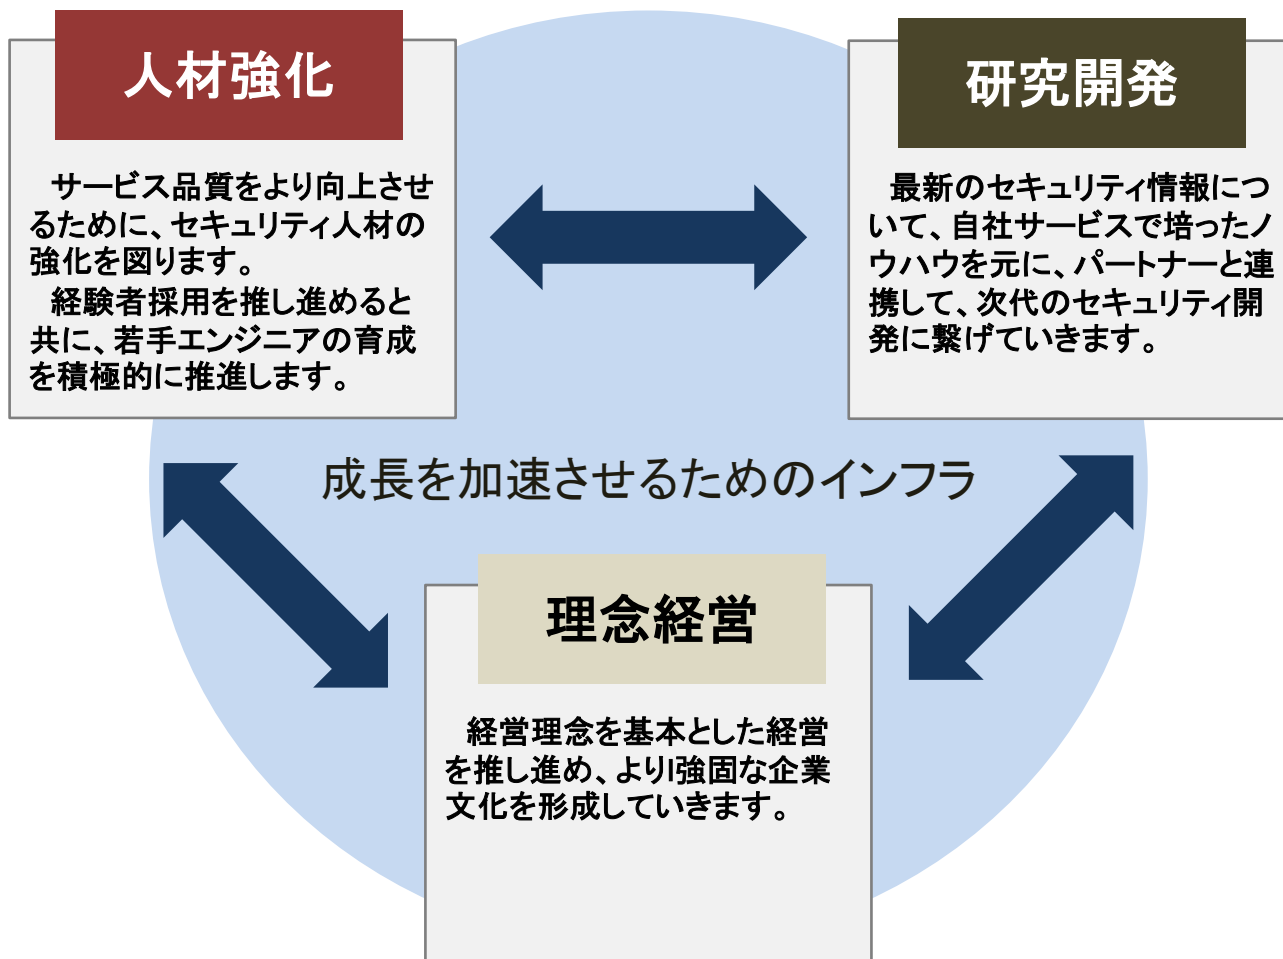 人材強化
サービス品質をより向上させ
るために、セキュリティ人材の
強化を図ります。
経験者採用を推し進めると
共に、若手エンジニアの育成
を積極的に推進します。
研究開発
最新のセキュリティ情報につ
いて、自社サービスで培ったノ
ウハウを元に、パートナーと連
携して、次代のセキュリティ開
発に繋げていきます。
成長を加速させるためのインフラ
理念経営
経営理念を基本とした経営
を推し進め、より強固な企業
文化を形成していきます。